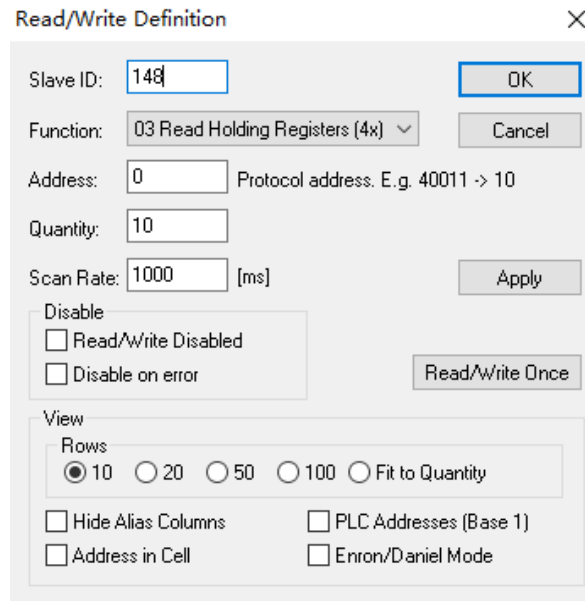 Read/Write Definition
Slave ID: 148 OK
Function: 03 Read Holding Registers (4x) Cancel
Address: 0 Protocol address. E.g. 40011 -> 10
Quantity: 10
Scan Rate: 1000 [ms] Apply
Disable
Read/Write Disabled
Disable on error
Read/Write Once
View
Rows
10 20 50 100 Fit to Quantity
Hide Alias Columns PLC Addresses (Base 1)
Address in Cell Enron/Daniel Mode